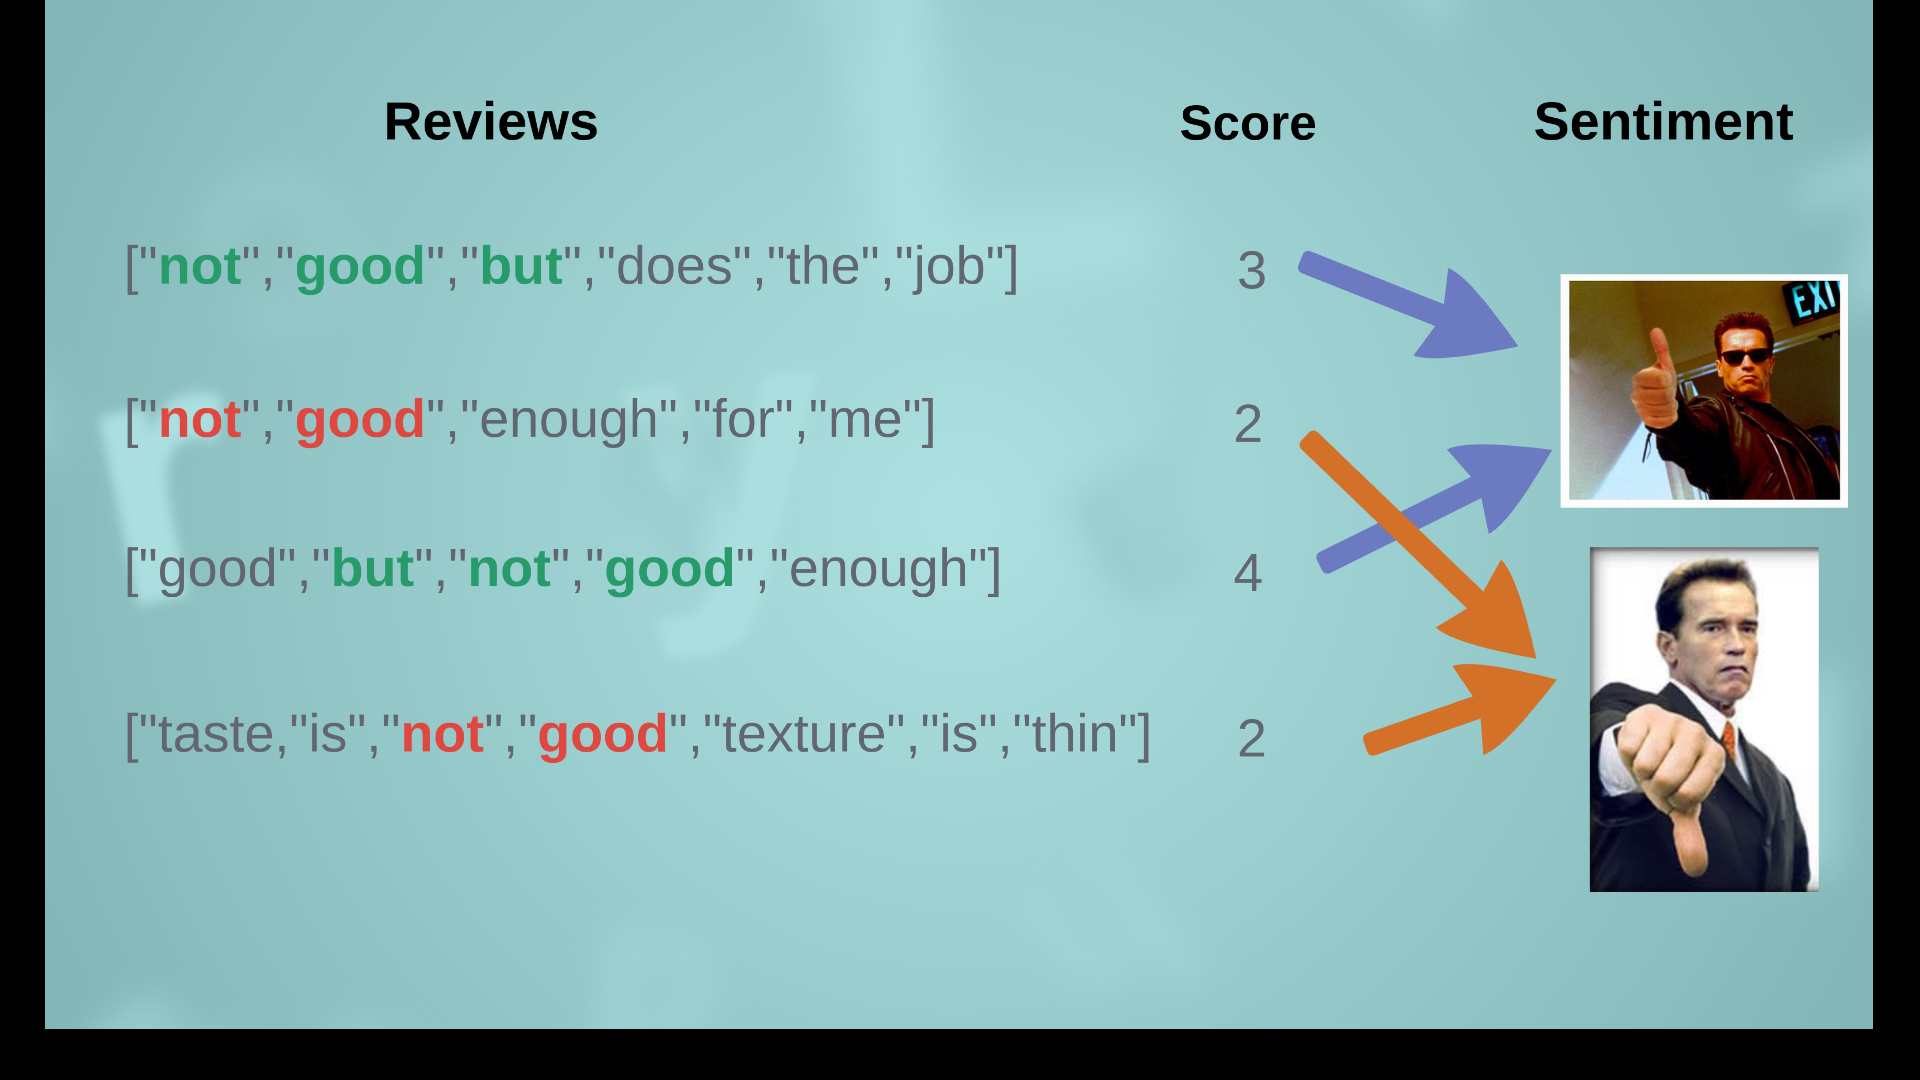 Reviews Score Sentiment
["not","good","but","does","the","job"] 3
EXI
["not","good","enough","for","me"] 2
["good","but","not","good","enough"] 4
["taste,"is","not","good","texture","is","thin"] 2